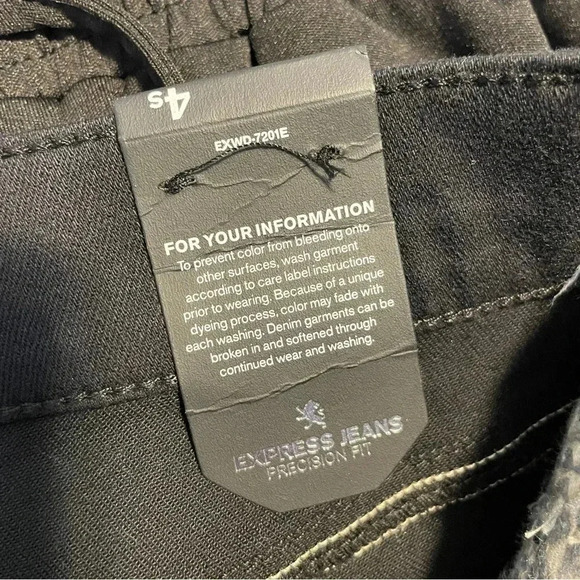 4s
EXWD-7201E
FOR YOUR INFORMATION
To prevent color from bleeding onto
other surfaces, wash garment
according to care label instructions
prior to wearing. Because of a unique
dyeing process, color may fade with
each washing. Denim garments can be
broken in and softened through
continued wear and washing.
EXPRESS JEANS
PRECISION FIT